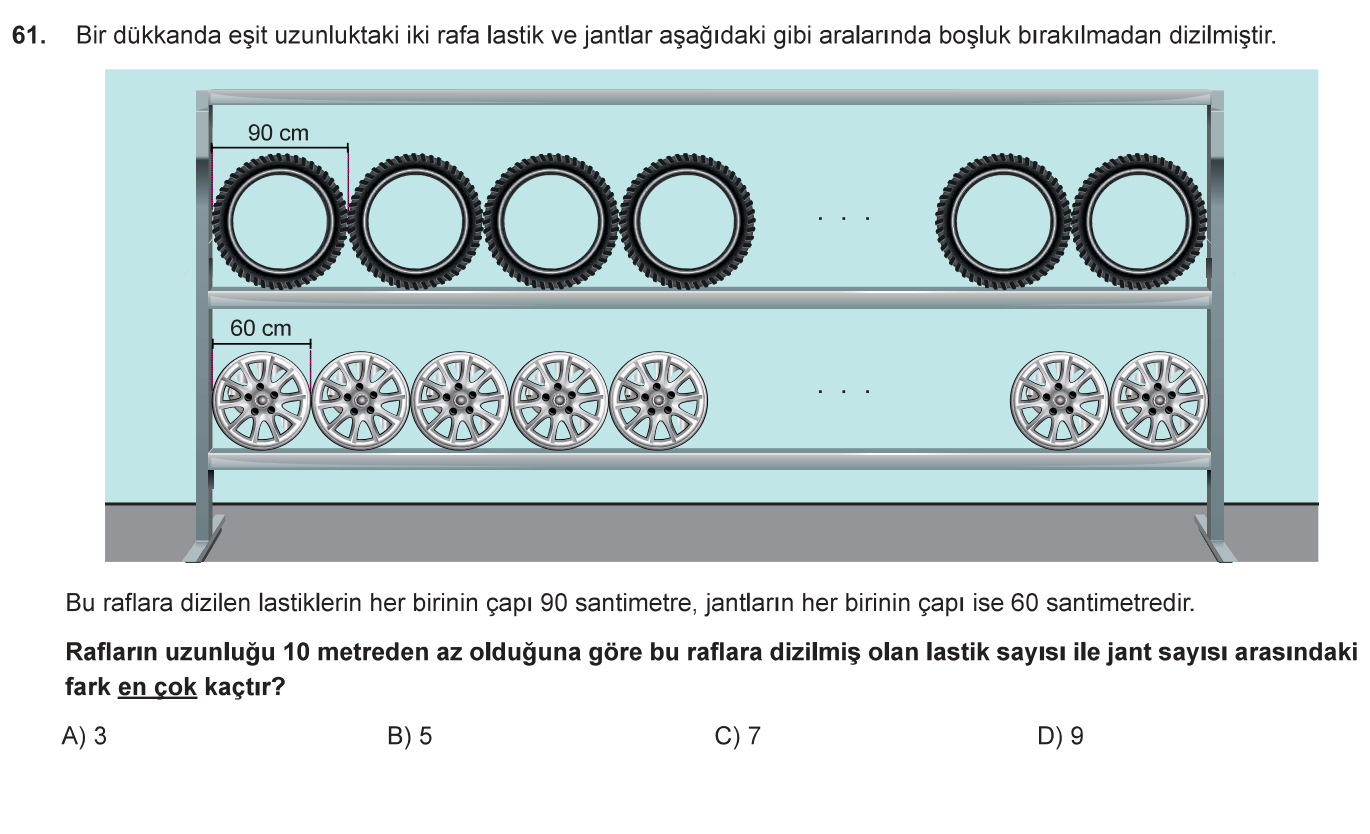 61. Bir dükkanda eşit uzunluktaki iki rafa lastik ve jantlar aşağıdaki gibi aralarında boşluk bırakılmadan dizilmiştir.
90 cm
. . .
60 cm
. . .
Bu raflara dizilen lastiklerin her birinin çapı 90 santimetre, jantların her birinin çapı ise 60 santimetredir.
Rafların uzunluğu 10 metreden az olduğuna göre bu raflara dizilmiş olan lastik sayısı ile jant sayısı arasındaki
fark en çok kaçtır?
A) 3 B) 5 C) 7 D) 9